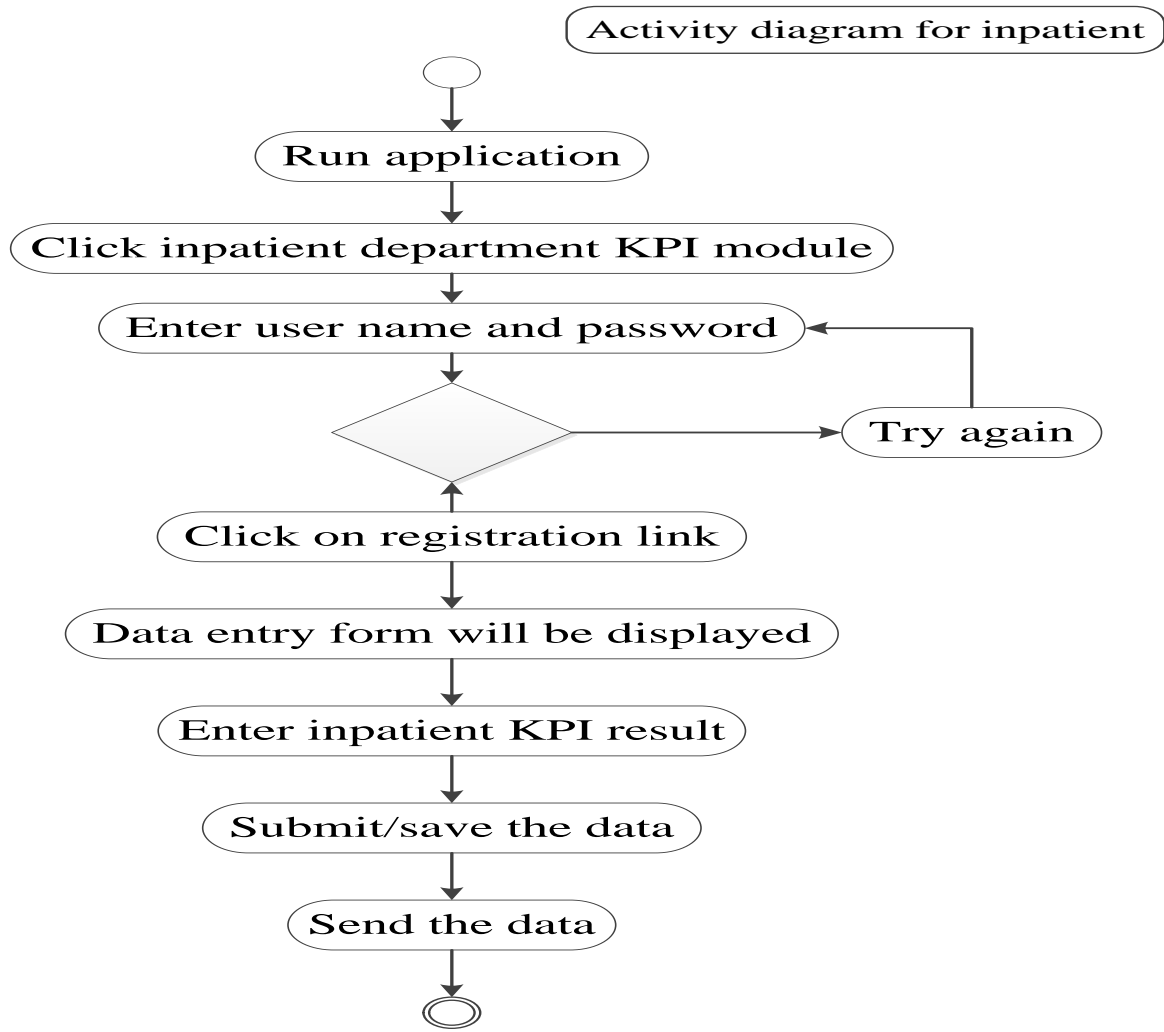 Activity diagram for inpatient
Run application
Click inpatient department KPI module
Enter user name and password
Try again
Click on registration link
Data entry form will be displayed
Enter inpatient KPI result
Submit/save the data
Send the data